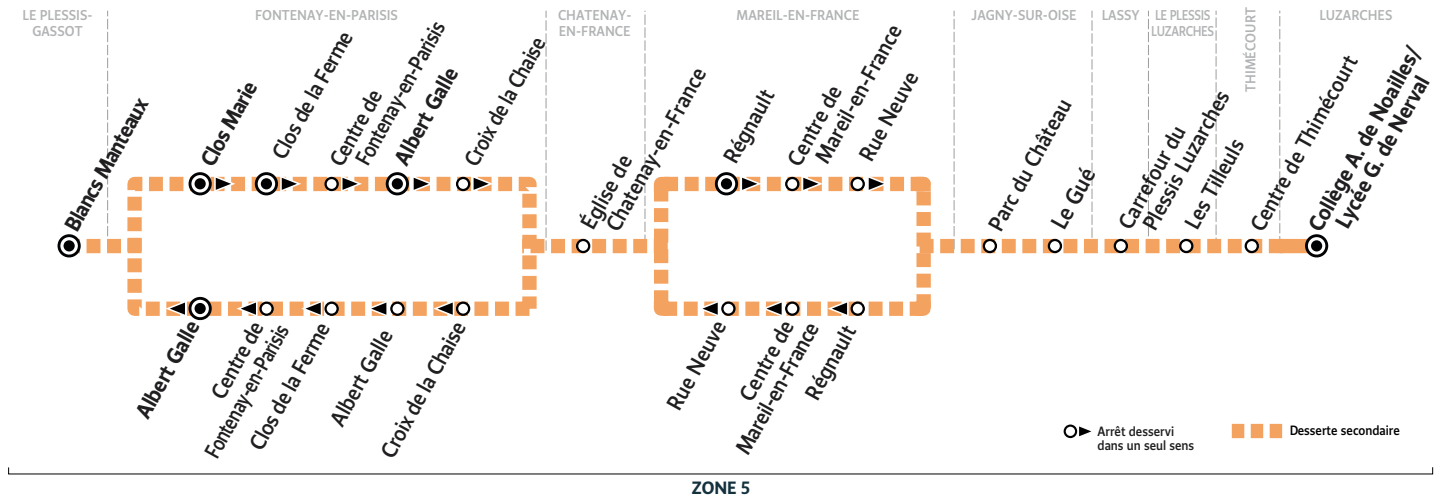 LE PLESSIS-
GASSOT
FONTENAY-EN-PARISIS
CHATENAY-
EN-FRANCE
MAREIL-EN-FRANCE
JAGNY-SUR-OISE
LASSY
LE PLESSIS
LUZARCHES
THIMÉCOURT
LUZARCHES
Blancs Manteaux
Clos Marie
Clos de la Ferme
Centre de
Fontenay-en-Parisis
Albert Galle
Croix de la Chaise
Église de
Chatenay-en-France
Régnault
Centre de
Mareil-en-France
Rue Neuve
Parc du Château
Le Gué
Carrefour du
Plessis Luzarches
Les Tilleuls
Centre de Thimécourt
Collège A. de Noailles/
Lycée G. de Nerval
Albert Galle
Centre de
Fontenay-en-Parisis
Clos de la Ferme
Albert Galle
Croix de la Chaise
Rue Neuve
Centre de
Mareil-en-France
Régnault
Arrêt desservi
dans un seul sens
Desserte secondaire
ZONE 5